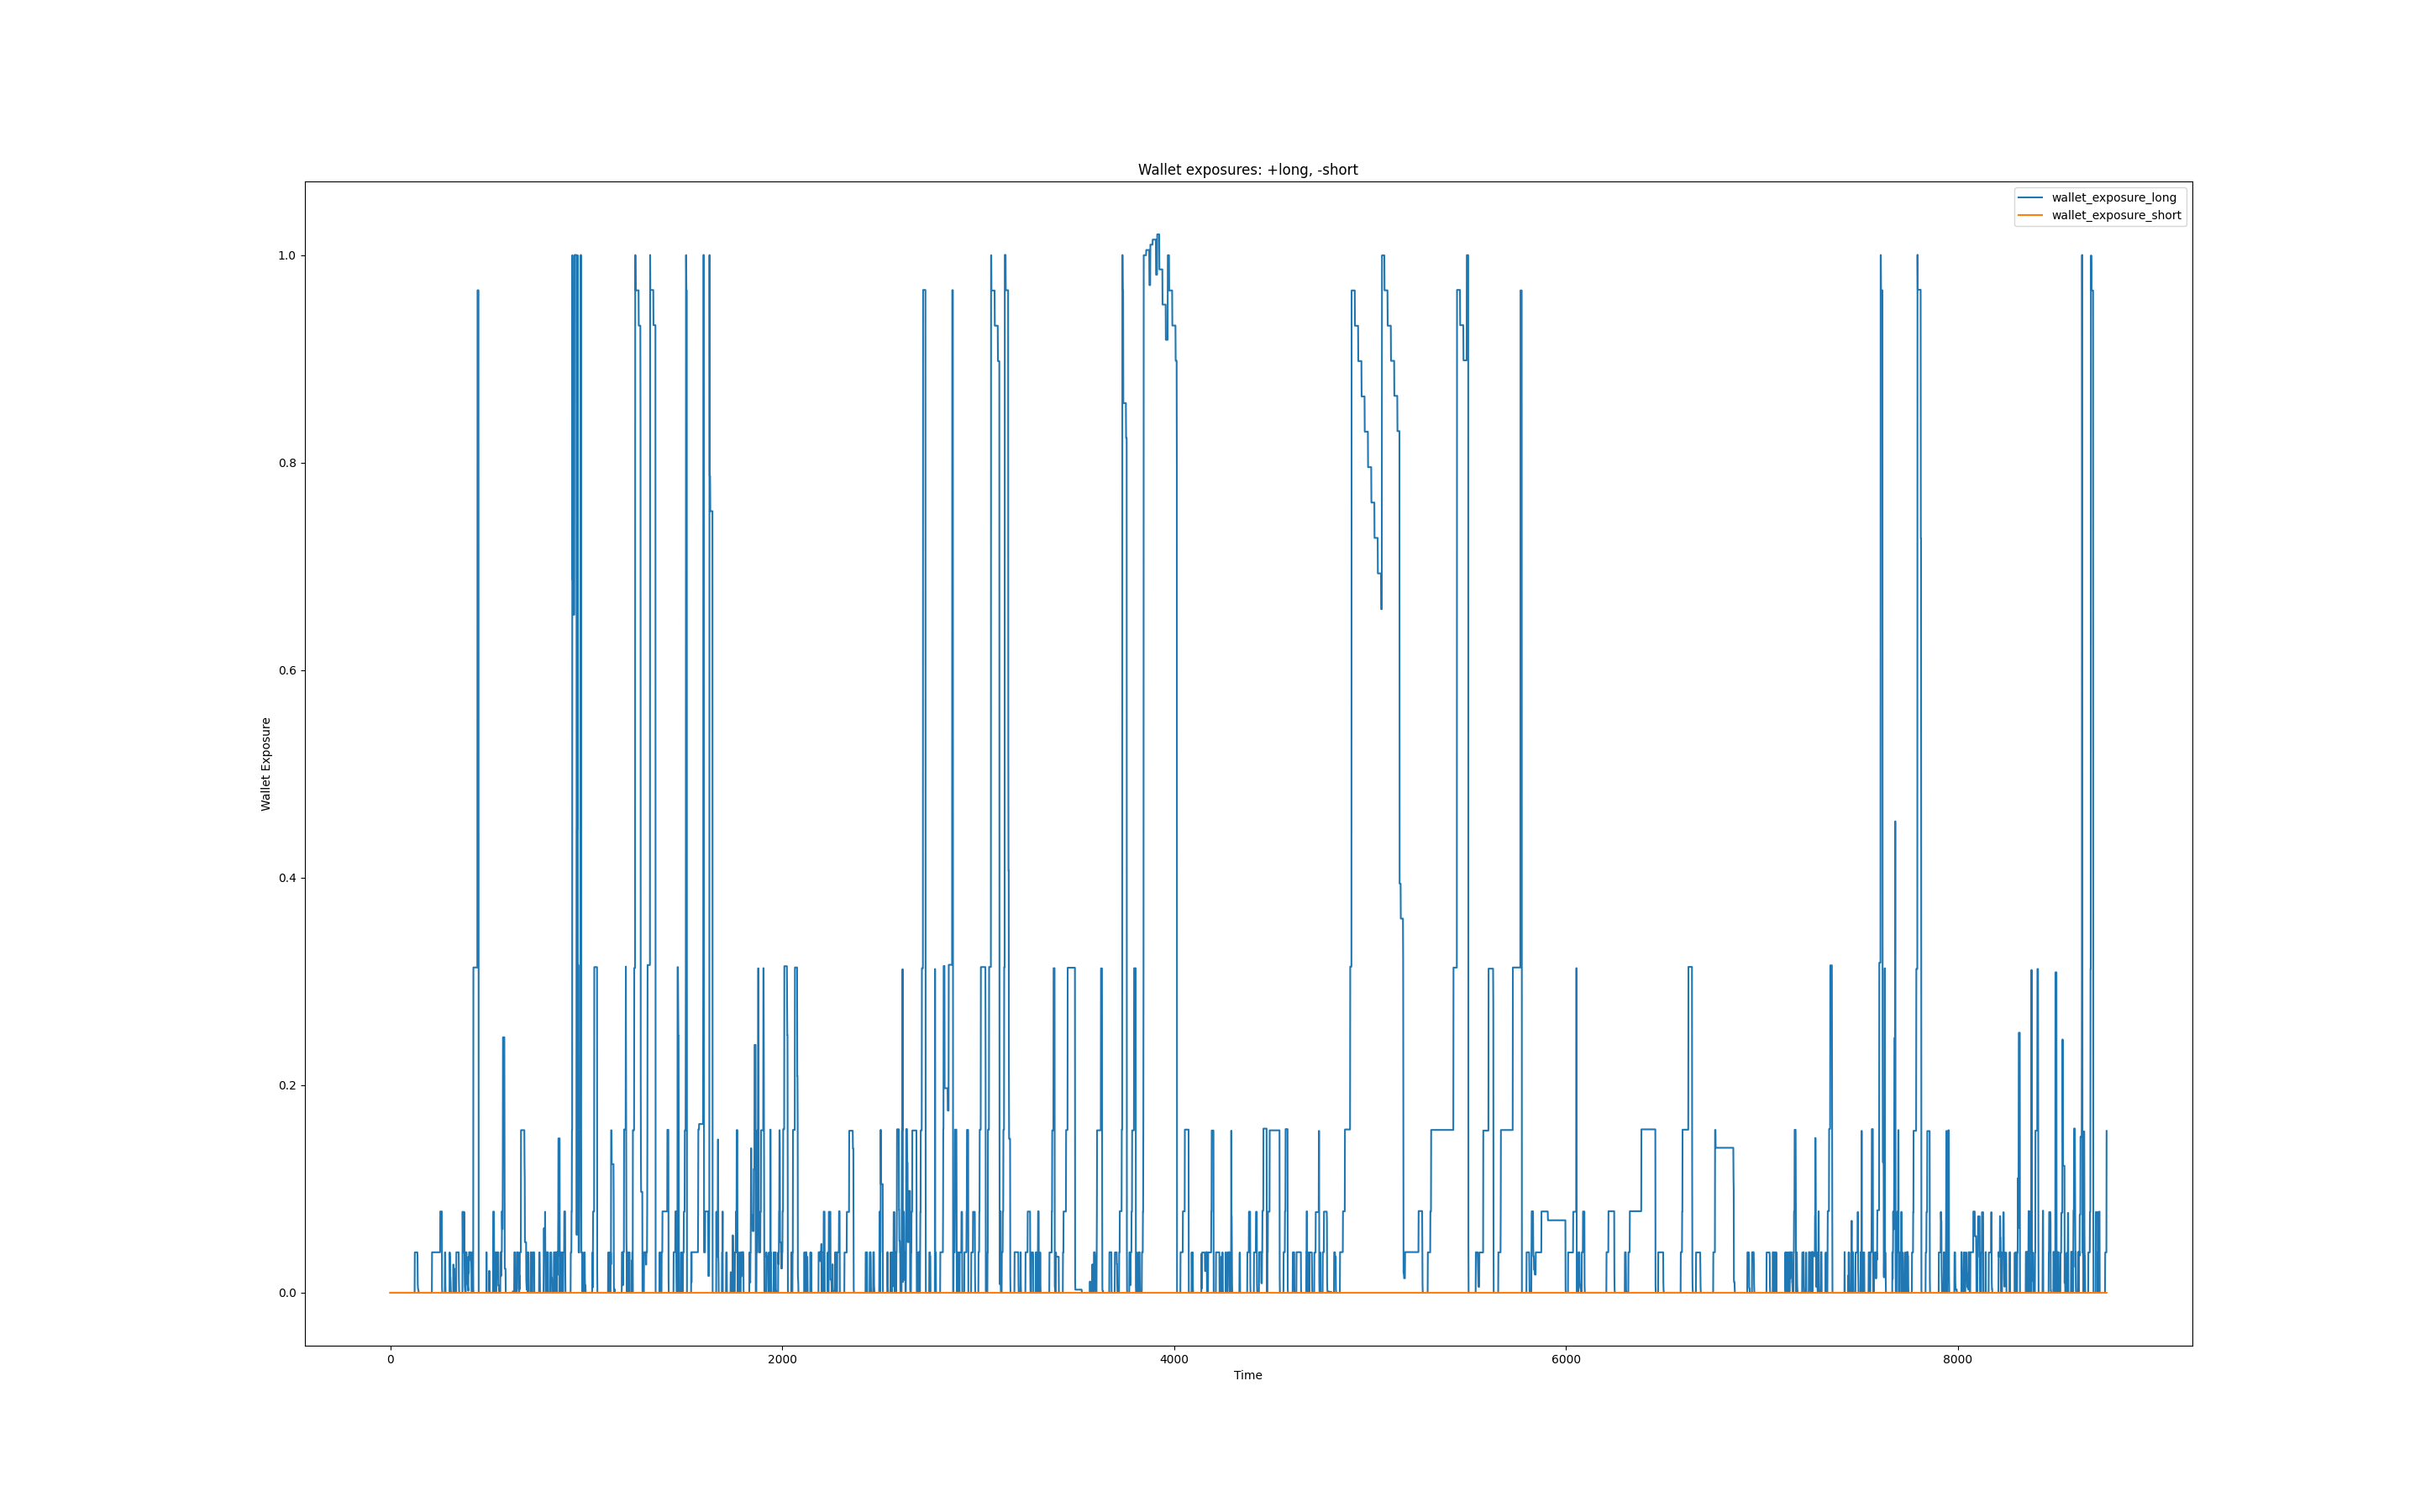 Wallet exposures: +long, -short
wallet_exposure_long
wallet_exposure_short
1.0
0.8
0.6
0.4
0.2
0.0
Wallet Exposure
0 2000 4000 6000 8000
Time